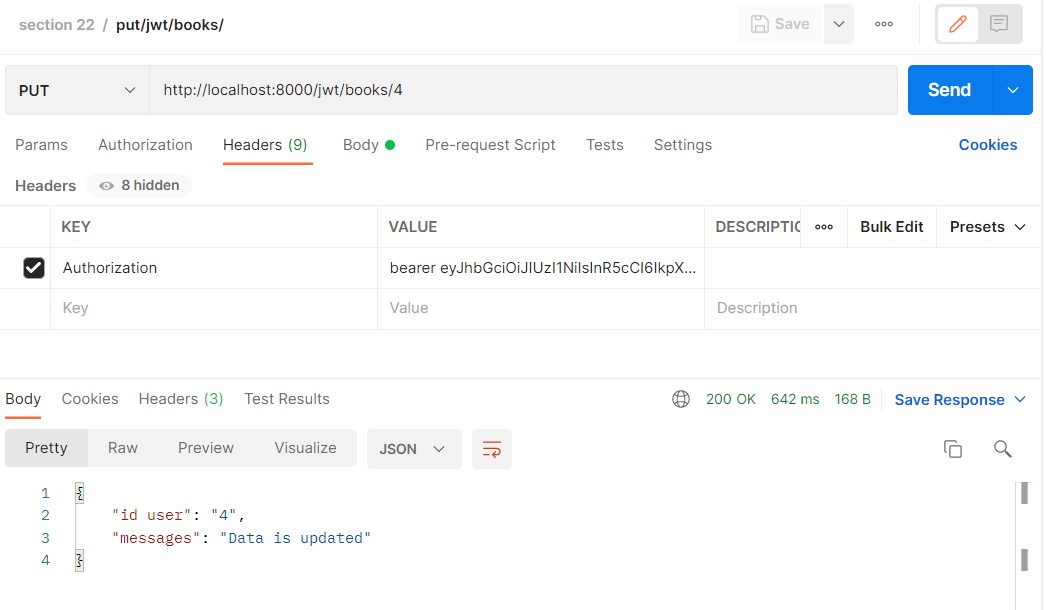 section 22 / put/jwt/books/
Save
PUT http://localhost:8000/jwt/books/4 Send
Params Authorization Headers (9) Body Pre-request Script Tests Settings Cookies
Headers 8 hidden
KEY VALUE DESCRIPTIO Bulk Edit Presets
Authorization bearer eyJhbGciOiJIUzI1NiIsInR5cCI6IkpX...
Key Value Description
Body Cookies Headers (3) Test Results 200 OK 642 ms 168 B Save Response
Pretty Raw Preview Visualize JSON
1 {
2 "id user": "4",
3 "messages": "Data is updated"
4 }